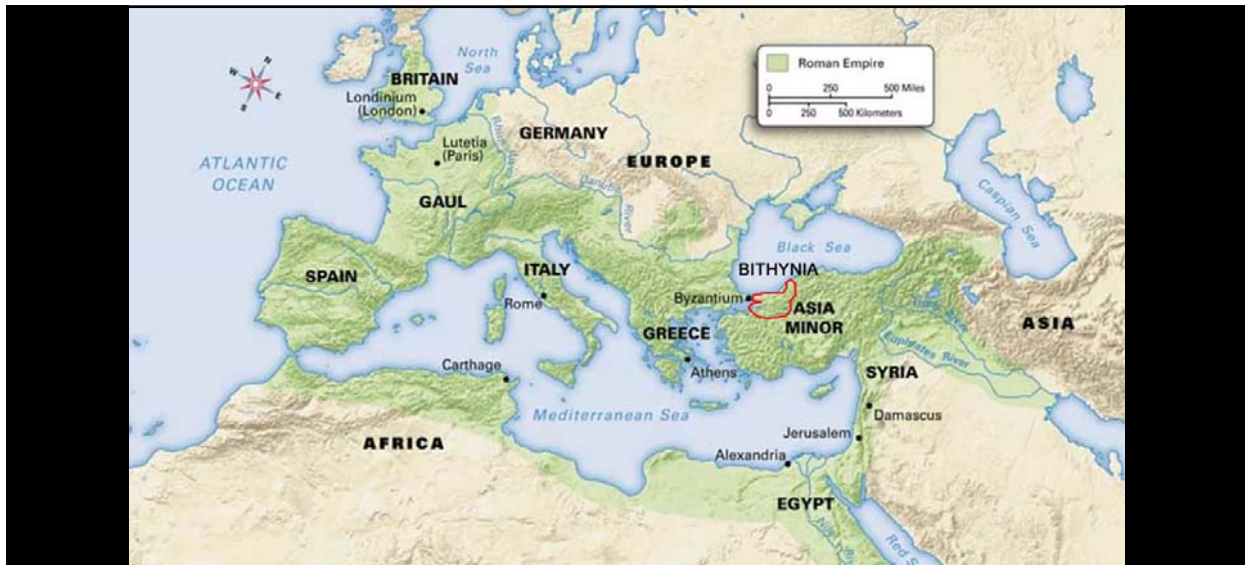 North
Sea
BRITAIN
Londinium
(London)
Roman Empire
0 250 500 Miles
0 250 500 Kilometers
N
E
S
W
GERMANY
Lutetia
(Paris)
Rhine River
EUROPE
ATLANTIC
OCEAN
Danube
River
GAUL
Caspian Sea
Black Sea
SPAIN
ITALY
BITHYNIA
Rome
Byzantium
ASIA
MINOR
ASIA
GREECE
Euphrates River
Carthage
Athens
SYRIA
Mediterranean Sea
Damascus
AFRICA
Jerusalem
Alexandria
EGYPT
Red S